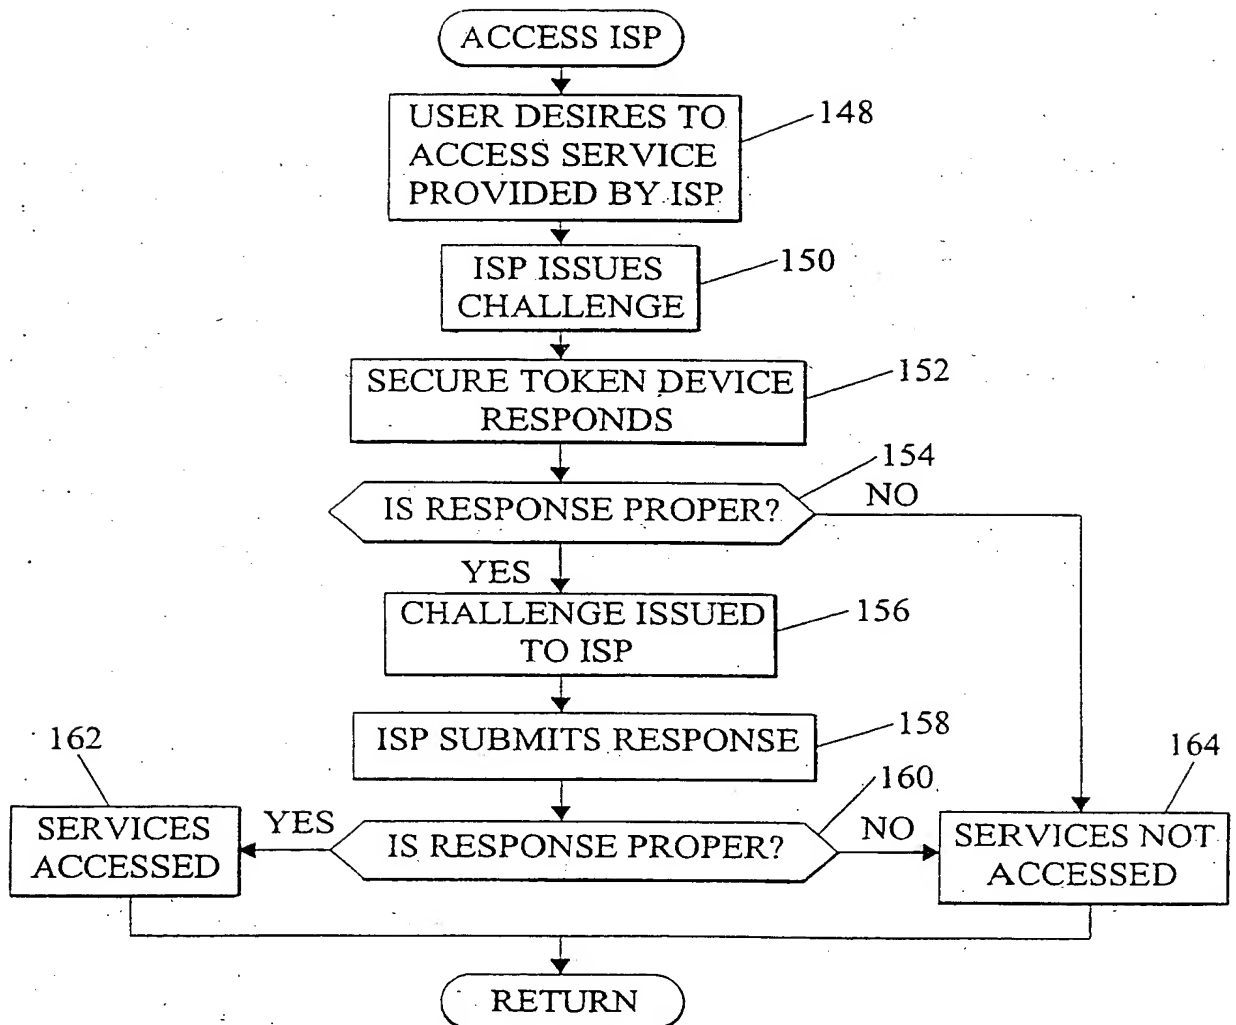 ACCESS ISP
USER DESIRES TO
ACCESS SERVICE
PROVIDED BY ISP
148
ISP ISSUES
CHALLENGE
150
SECURE TOKEN DEVICE
RESPONDS
152
154
IS RESPONSE PROPER?
NO
YES
CHALLENGE ISSUED
TO ISP
156
ISP SUBMITS RESPONSE
158
160
IS RESPONSE PROPER?
YES
NO
162
SERVICES
ACCESSED
164
SERVICES NOT
ACCESSED
RETURN